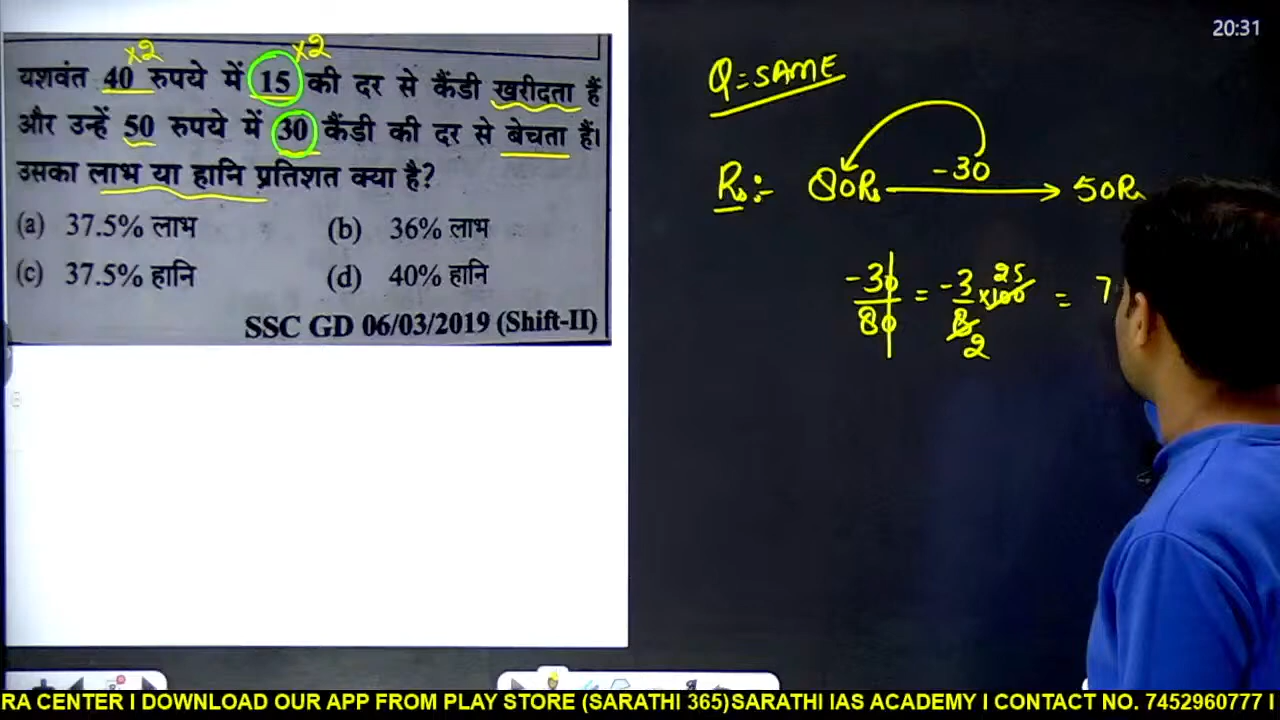 20:31
×2 ×2
यशवंत 40 रुपये में 15 की दर से कैंडी खरीदता हैं
और उन्हें 50 रुपये में 30 कैंडी की दर से बेचता हैं।
उसका लाभ या हानि प्रतिशत क्या है?
(a) 37.5% लाभ (b) 36% लाभ
(c) 37.5% हानि (d) 40% हानि
SSC GD 06/03/2019 (Shift-II)
Q=SAME
Rs:- 80Rs -30 50Rs
-30/80 = -3/8 ×100 = 7
25
2
RA CENTER I DOWNLOAD OUR APP FROM PLAY STORE (SARATHI 365)SARATHI IAS ACADEMY I CONTACT NO. 7452960777 I